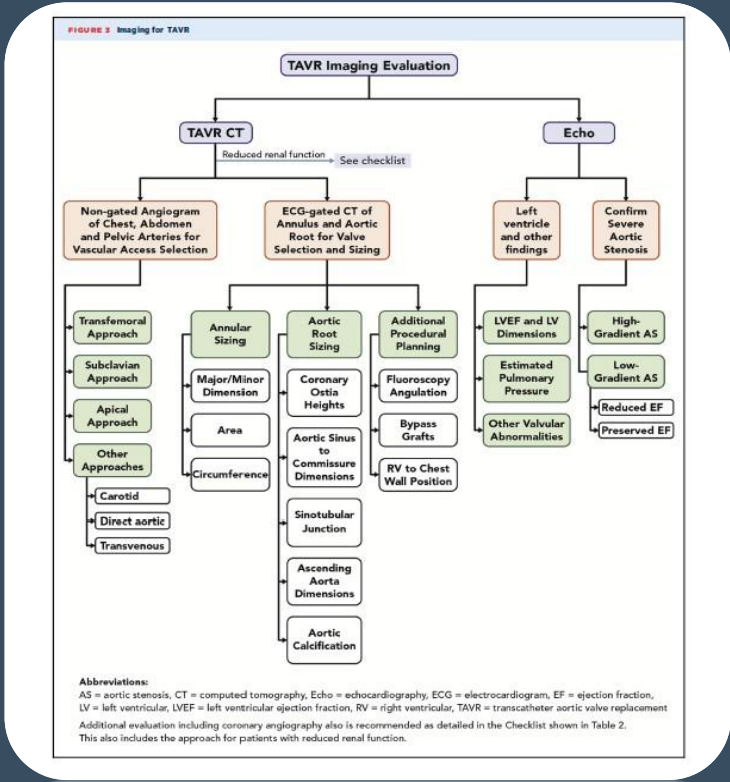 FIGURE 3 Imaging for TAVR
TAVR Imaging Evaluation
TAVR CT
Echo
Reduced renal function
See checklist
Non-gated Angiogram
of Chest, Abdomen
and Pelvic Arteries for
Vascular Access Selection
ECG-gated CT of
Annulus and Aortic
Root for Valve
Selection and Sizing
Left
ventricle
and other
findings
Confirm
Severe
Aortic
Stenosis
Transfemoral
Approach
Subclavian
Approach
Apical
Approach
Other
Approaches
Carotid
Direct aortic
Transvenous
Annular
Sizing
Major/Minor
Dimension
Area
Circumference
Aortic
Root
Sizing
Coronary
Ostia
Heights
Aortic Sinus
to
Commissure
Dimensions
Sinotubular
Junction
Ascending
Aorta
Dimensions
Aortic
Calcification
Additional
Procedural
Planning
Fluoroscopy
Angulation
Bypass
Grafts
RV to Chest
Wall Position
LVEF and LV
Dimensions
Estimated
Pulmonary
Pressure
Other Valvular
Abnormalities
High-
Gradient AS
Low-
Gradient AS
Reduced EF
Preserved EF
Abbreviations:
AS = aortic stenosis, CT = computed tomography, Echo = echocardiography, ECG = electrocardiogram, EF = ejection fraction,
LV = left ventricular, LVEF = left ventricular ejection fraction, RV = right ventricular, TAVR = transcatheter aortic valve replacement
Additional evaluation including coronary angiography also is recommended as detailed in the Checklist shown in Table 2.
This also includes the approach for patients with reduced renal function.